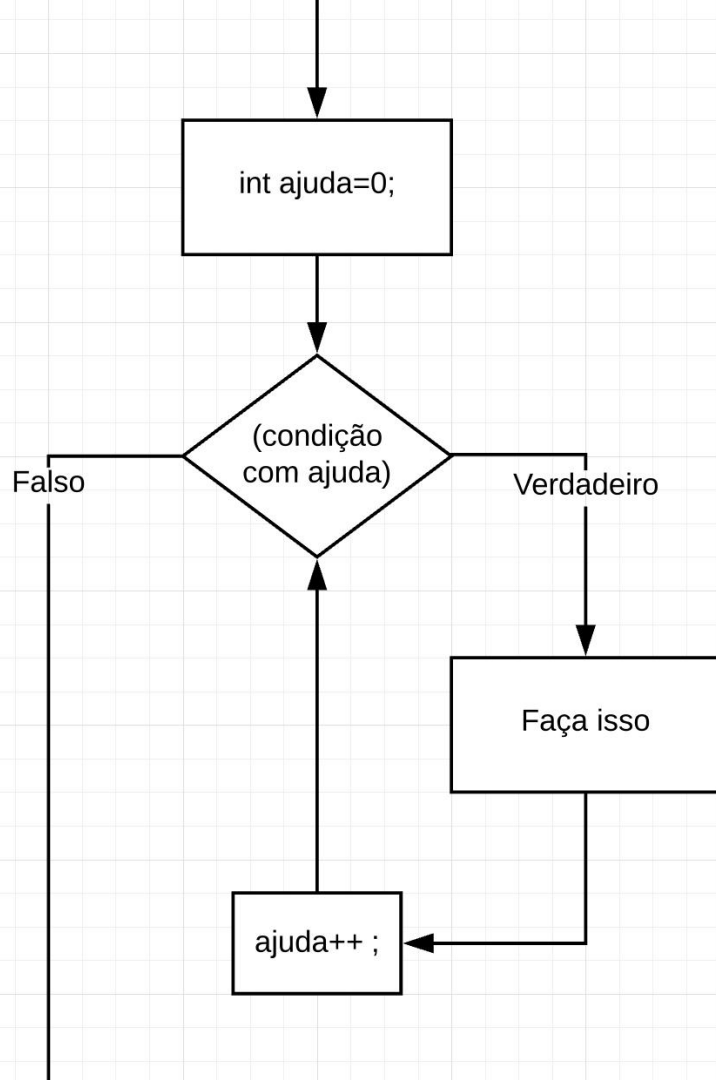 int ajuda=0;
(condição
com ajuda)
Falso
Verdadeiro
Faça isso
ajuda++ ;